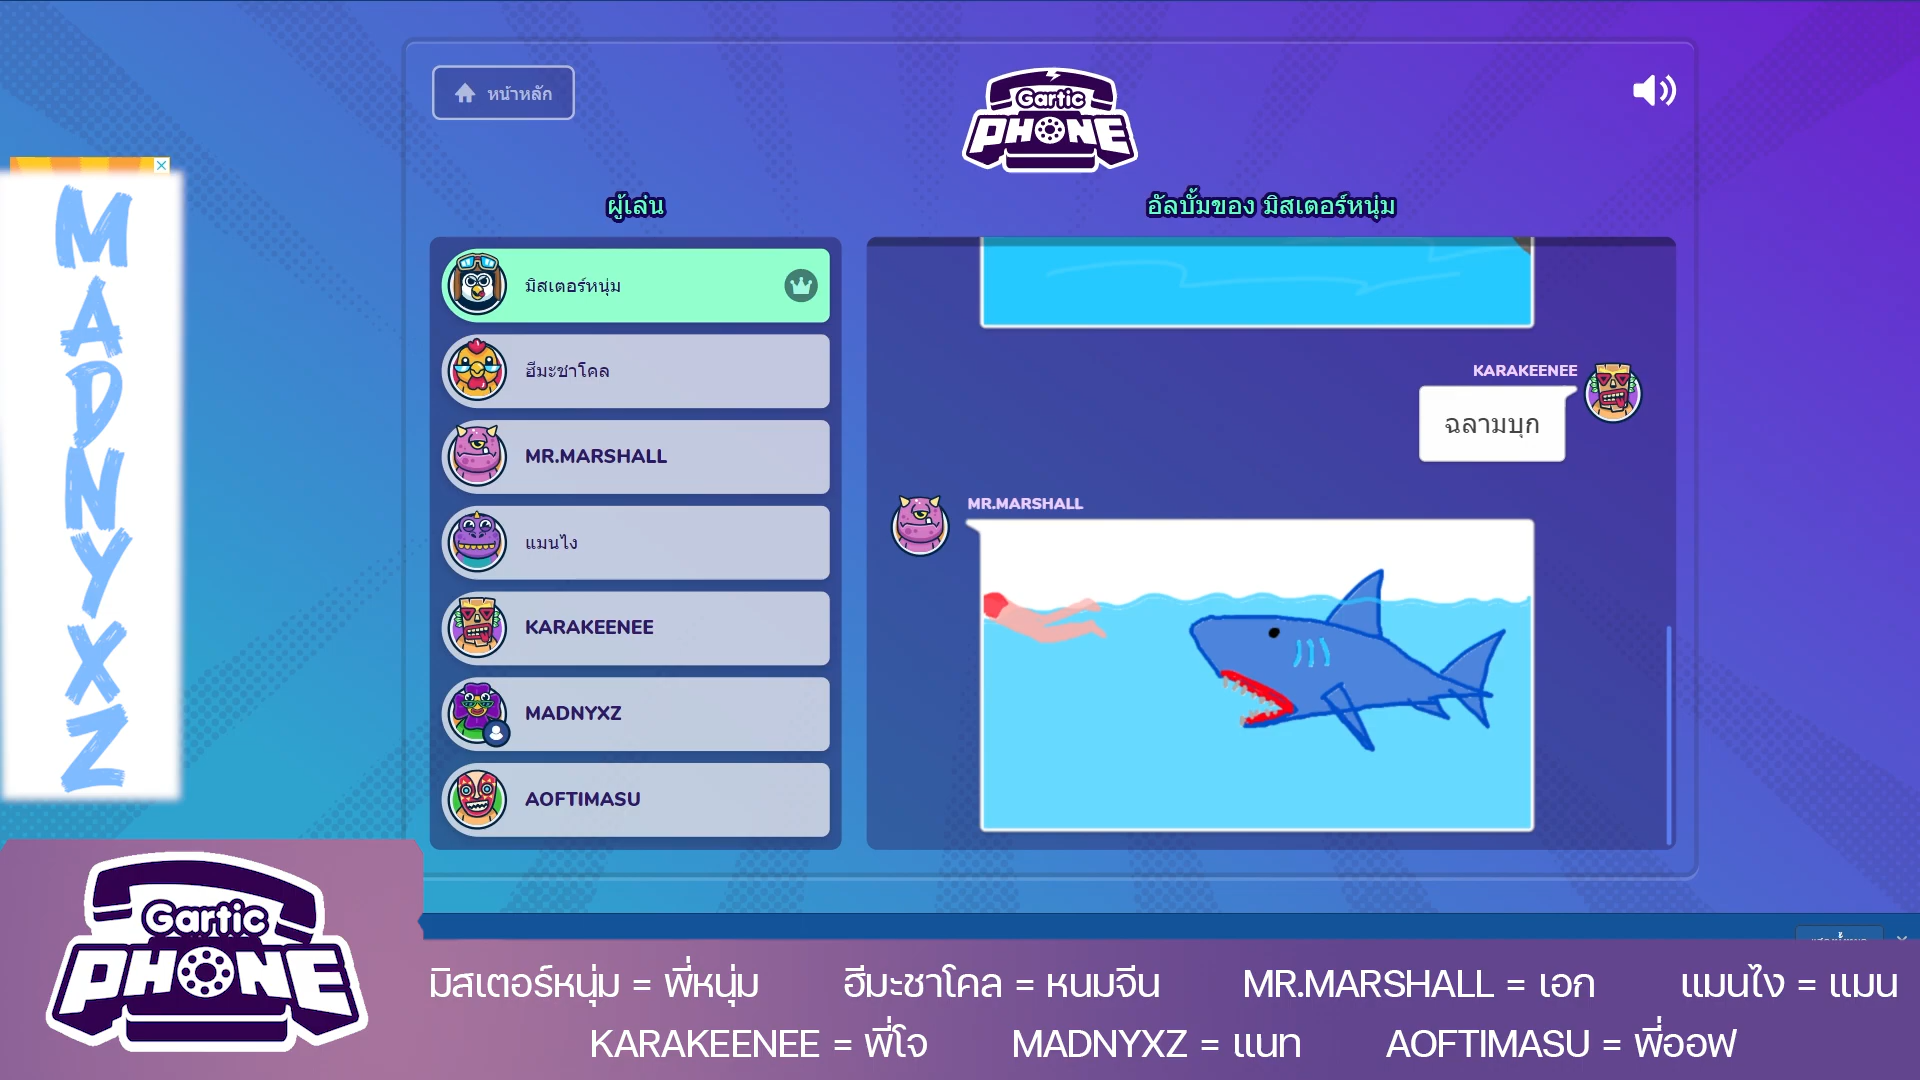 หน้าหลัก
Gartic
PHONE
ผู้เล่น
อัลบั้มของ มิสเตอร์หนุ่ม
MADNYXZ
มิสเตอร์หนุ่ม
ฮีมะชาโคล
MR.MARSHALL
แมนไง
KARAKEENEE
MADNYXZ
AOFTIMASU
KARAKEENEE
ฉลามบุก
MR.MARSHALL
Gartic
PHONE
มิสเตอร์หนุ่ม = พี่หนุ่ม ฮีมะชาโคล = หนมจีน MR.MARSHALL = เอก แมนไง = แมน
KARAKEENEE = พี่โจ MADNYXZ = แนท AOFTIMASU = พี่ออฟ